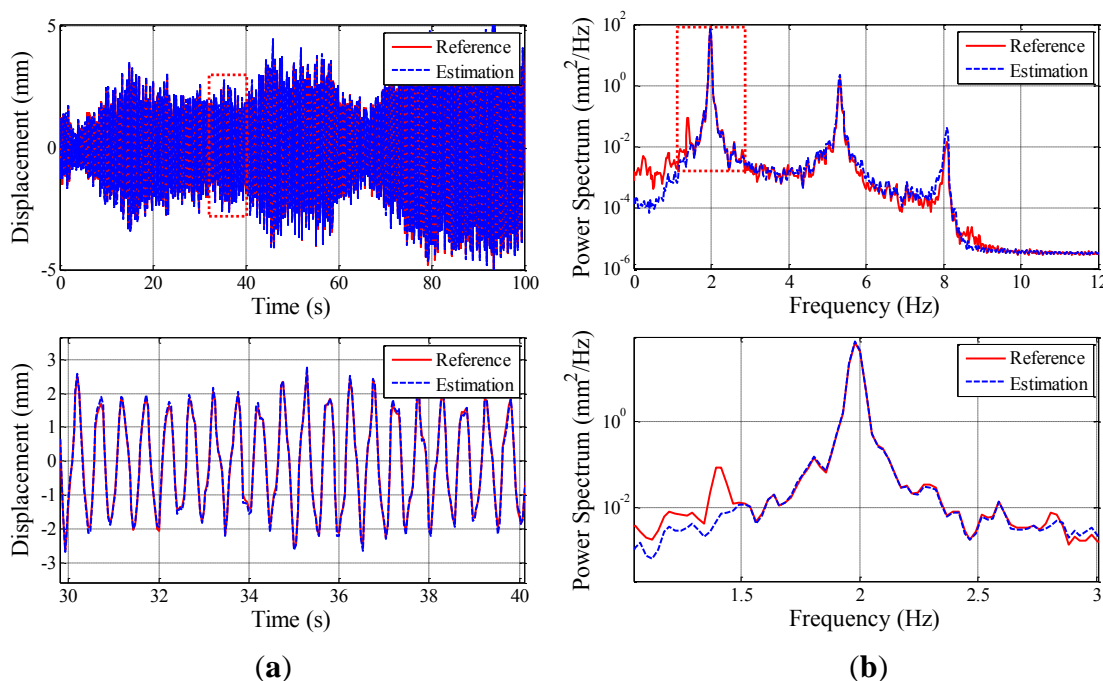 5
0
-5
Displacement (mm)
0 20 40 60 80 100
Time (s)
Reference
Estimation
10^2
10^0
10^-2
10^-4
10^-6
Power Spectrum (mm^2/Hz)
0 2 4 6 8 10 12
Frequency (Hz)
Reference
Estimation
3
2
1
0
-1
-2
-3
Displacement (mm)
30 32 34 36 38 40
Time (s)
Reference
Estimation
10^0
10^-2
Power Spectrum (mm^2/Hz)
1.5 2 2.5 3
Frequency (Hz)
Reference
Estimation
(a)
(b)